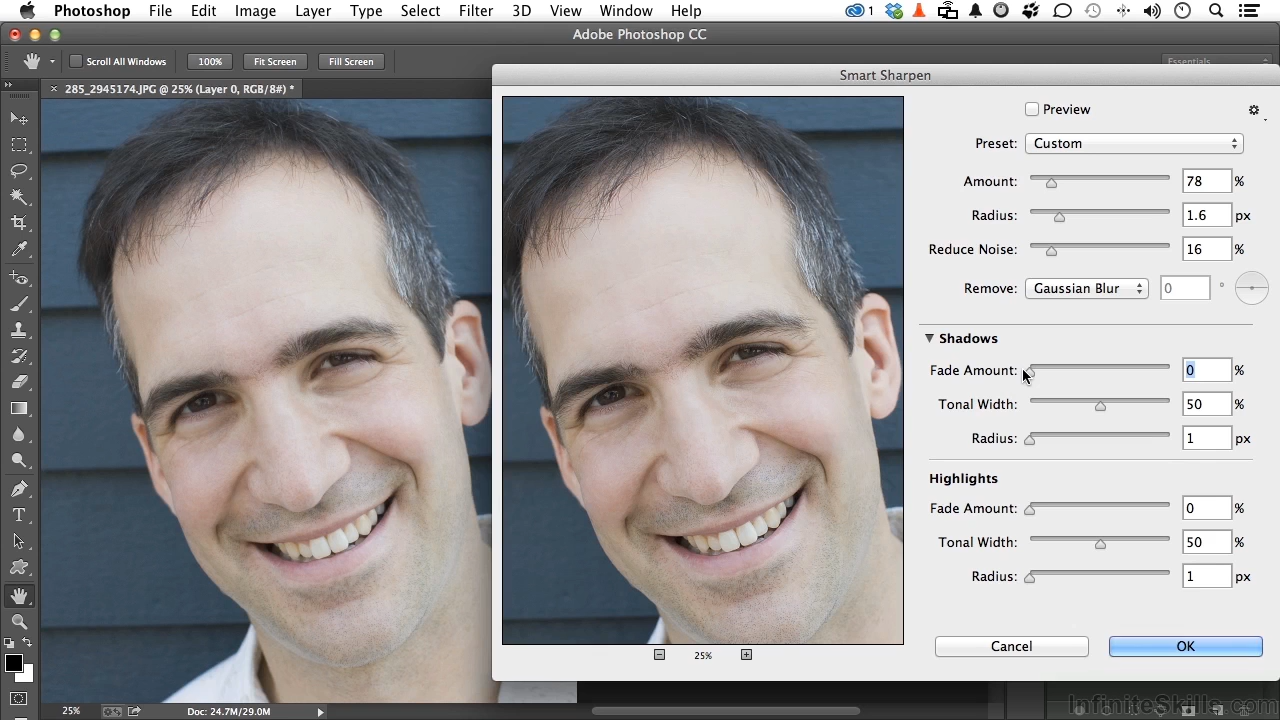 Photoshop File Edit Image Layer Type Select Filter 3D View Window Help 1
Adobe Photoshop CC
Scroll All Windows 100% Fit Screen Fill Screen Essentials
Smart Sharpen
× 285_2945174.JPG @ 25% (Layer 0, RGB/8#) *
Preview
Preset: Custom
Amount: 78 %
Radius: 1.6 px
Reduce Noise: 16 %
Remove: Gaussian Blur 0 °
Shadows
Fade Amount: 0 %
Tonal Width: 50 %
Radius: 1 px
Highlights
Fade Amount: 0 %
Tonal Width: 50 %
Radius: 1 px
Cancel OK
25%
25% Doc: 24.7M/29.0M
InfiniteSkills.com